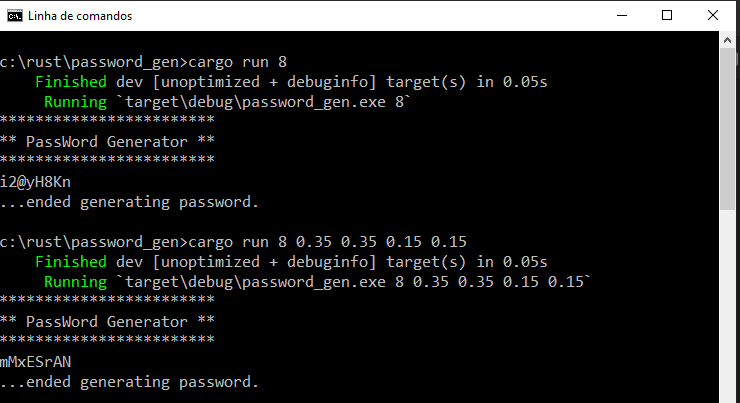 Linha de comandos
c:\rust\password_gen>cargo run 8
Finished dev [unoptimized + debuginfo] target(s) in 0.05s
Running `target\debug\password_gen.exe 8`
************************
** PassWord Generator **
************************
i2@yH8Kn
...ended generating password.
c:\rust\password_gen>cargo run 8 0.35 0.35 0.15 0.15
Finished dev [unoptimized + debuginfo] target(s) in 0.05s
Running `target\debug\password_gen.exe 8 0.35 0.35 0.15 0.15`
************************
** PassWord Generator **
************************
mMxESrAN
...ended generating password.